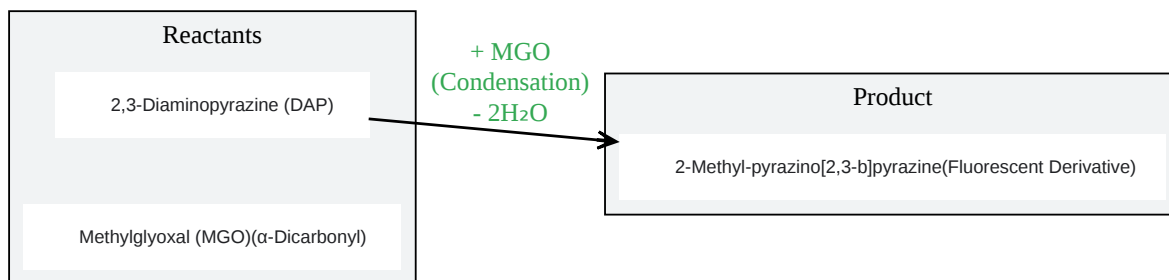 Reactants
2,3-Diaminopyrazine (DAP)
Methylglyoxal (MGO)(α-Dicarbonyl)
+ MGO
(Condensation)
- 2H₂O
Product
2-Methyl-pyrazino[2,3-b]pyrazine(Fluorescent Derivative)